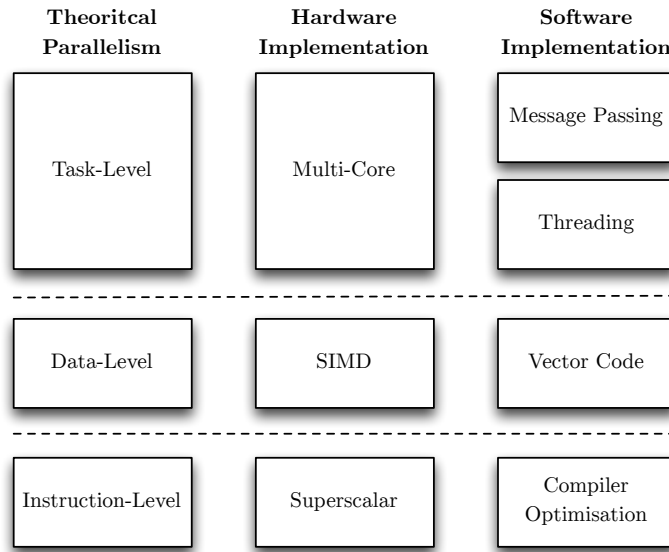 Theoritcal
Parallelism
Hardware
Implementation
Software
Implementation
Task-Level
Multi-Core
Message Passing
Threading
Data-Level
SIMD
Vector Code
Instruction-Level
Superscalar
Compiler
Optimisation